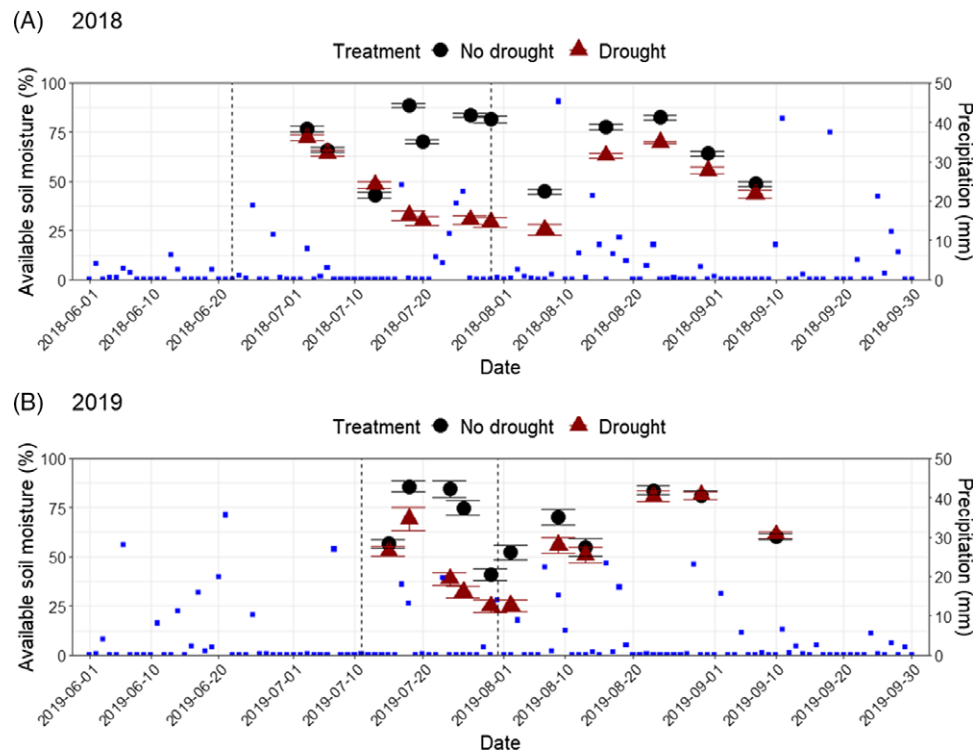 (A) 2018
Treatment No drought Drought
Available soil moisture (%)
100
75
50
25
0
50
40
30
20
10
0
Precipitation (mm)
2018-06-01 2018-06-10 2018-06-20 2018-07-01 2018-07-10 2018-07-20 2018-08-01 2018-08-10 2018-08-20 2018-09-01 2018-09-10 2018-09-20 2018-09-30
Date
(B) 2019
Treatment No drought Drought
Available soil moisture (%)
100
75
50
25
0
50
40
30
20
10
0
Precipitation (mm)
2019-06-01 2019-06-10 2019-06-20 2019-07-01 2019-07-10 2019-07-20 2019-08-01 2019-08-10 2019-08-20 2019-09-01 2019-09-10 2019-09-20 2019-09-30
Date